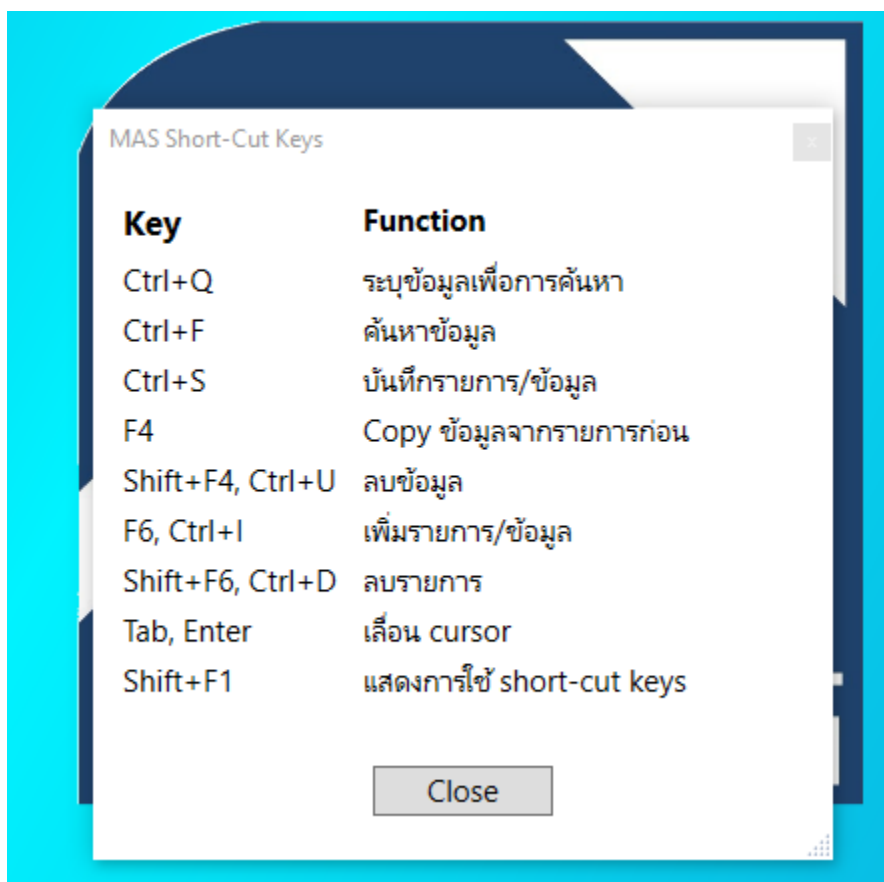 MAS Short-Cut Keys
x
Key Function
Ctrl+Q ระบุข้อมูลเพื่อการค้นหา
Ctrl+F ค้นหาข้อมูล
Ctrl+S บันทึกรายการ/ข้อมูล
F4 Copy ข้อมูลจากรายการก่อน
Shift+F4, Ctrl+U ลบข้อมูล
F6, Ctrl+I เพิ่มรายการ/ข้อมูล
Shift+F6, Ctrl+D ลบรายการ
Tab, Enter เลื่อน cursor
Shift+F1 แสดงการใช้ short-cut keys
Close